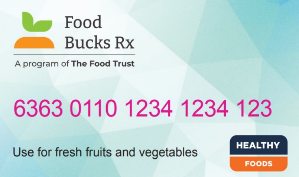 Food
Bucks Rx
A program of The Food Trust
6363 0110 1234 1234 123
Use for fresh fruits and vegetables
HEALTHY
FOODS